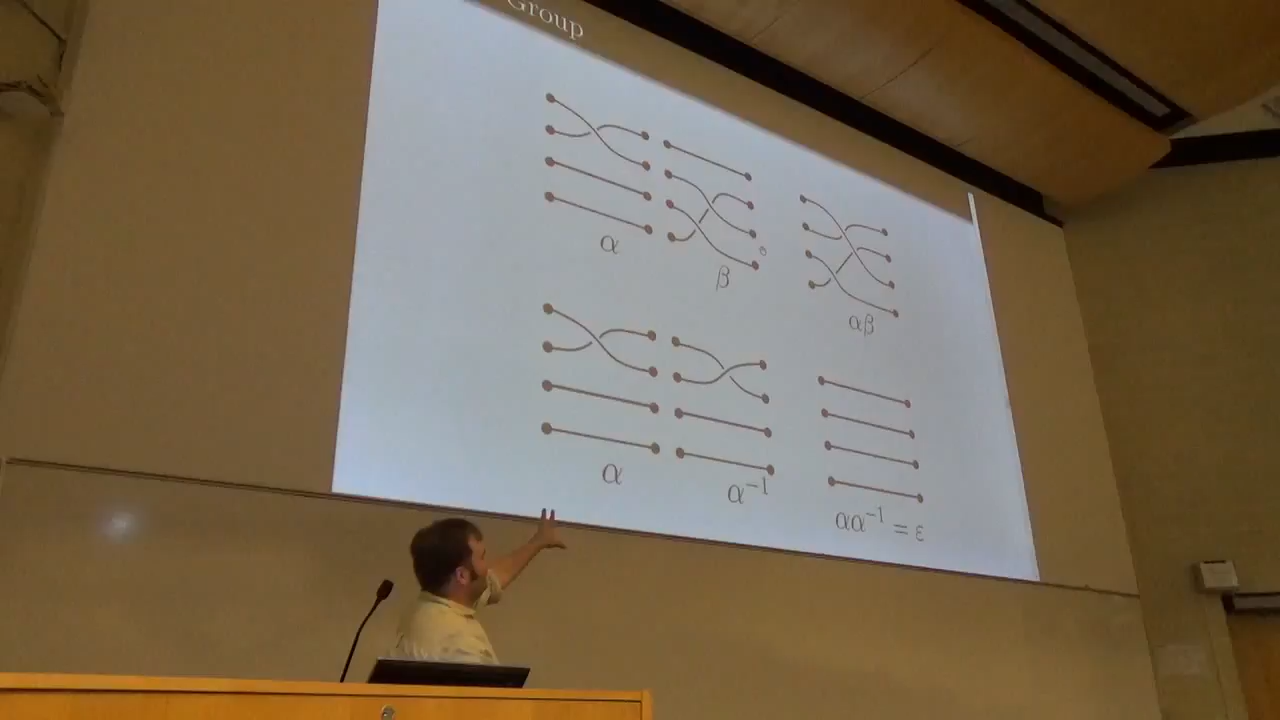 Group
α
β
αβ
α
α⁻¹
αα⁻¹ = ε